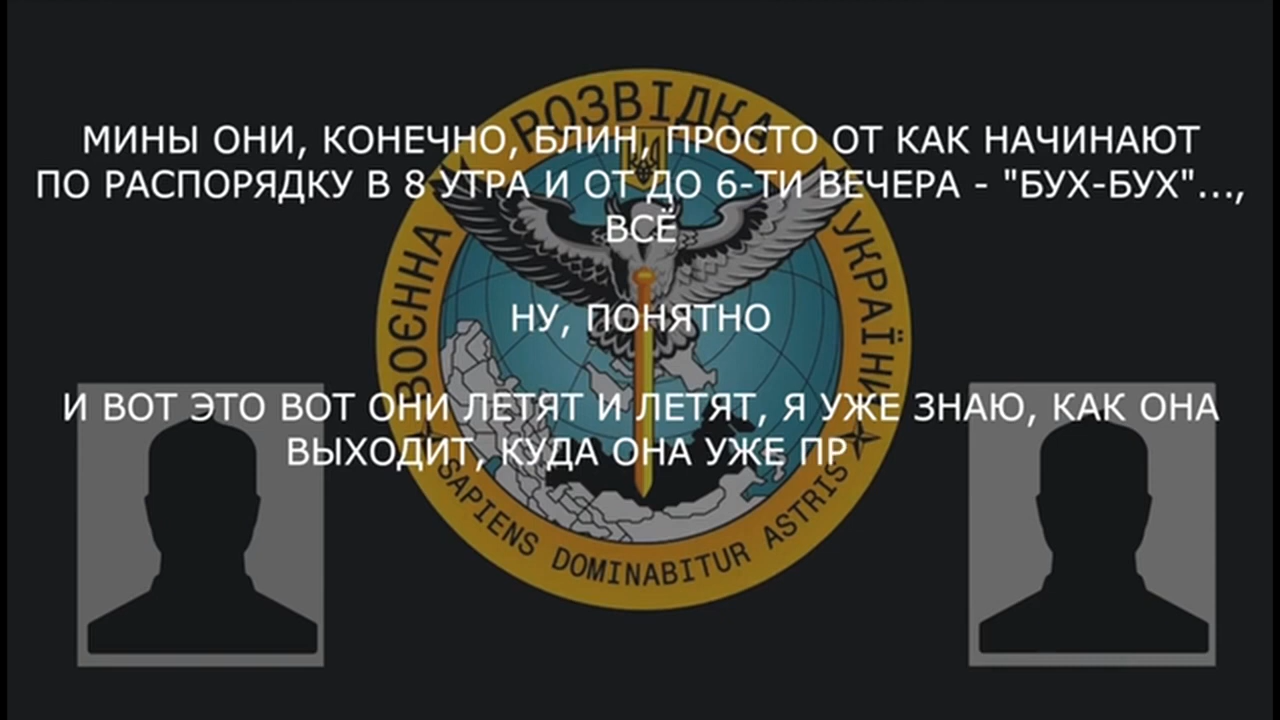 ВОЄННА РОЗВІДКА УКРАЇНИ
МИНЫ ОНИ, КОНЕЧНО, БЛИН, ПРОСТО ОТ КАК НАЧИНАЮТ
ПО РАСПОРЯДКУ В 8 УТРА И ОТ ДО 6-ТИ ВЕЧЕРА - "БУХ-БУХ"...,
ВСЁ
НУ, ПОНЯТНО
И ВОТ ЭТО ВОТ ОНИ ЛЕТЯТ И ЛЕТЯТ, Я УЖЕ ЗНАЮ, КАК ОНА
ВЫХОДИТ, КУДА ОНА УЖЕ ПР
SAPIENS DOMINABITUR ASTRIS